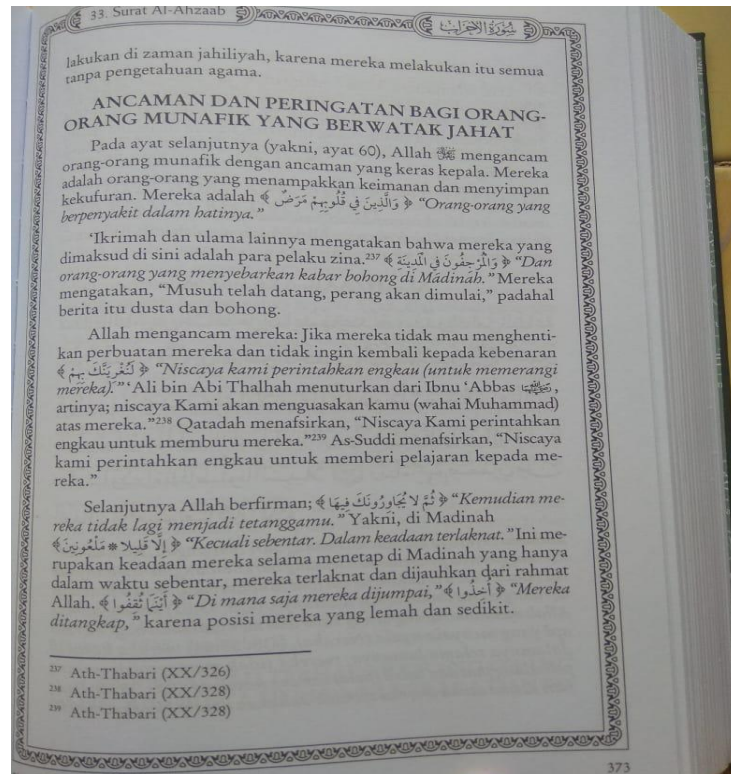 33. Surat Al-Ahzaab
سُوْرَةُ الأَحْزَابِ
lakukan di zaman jahiliyah, karena mereka melakukan itu semua
tanpa pengetahuan agama.
ANCAMAN DAN PERINGATAN BAGI ORANG-
ORANG MUNAFIK YANG BERWATAK JAHAT
Pada ayat selanjutnya (yakni, ayat 60), Allah ﷻ mengancam
orang-orang munafik dengan ancaman yang keras kepala. Mereka
adalah orang-orang yang menampakkan keimanan dan menyimpan
kekufuran. Mereka adalah ﴿ وَالَّذِينَ فِي قُلُوبِهِمْ مَرَضٌ ﴾ “Orang-orang yang
berpenyakit dalam hatinya.”
‘Ikrimah dan ulama lainnya mengatakan bahwa mereka yang
dimaksud di sini adalah para pelaku zina.²³⁷ ﴿ وَالْمُرْجِفُونَ فِي الْمَدِينَةِ ﴾ “Dan
orang-orang yang menyebarkan kabar bohong di Madinah.” Mereka
mengatakan, “Musuh telah datang, perang akan dimulai,” padahal
berita itu dusta dan bohong.
Allah mengancam mereka: Jika mereka tidak mau menghenti-
kan perbuatan mereka dan tidak ingin kembali kepada kebenaran
﴿ لَنُغْرِيَنَّكَ بِهِمْ ﴾ “Niscaya kami perintahkan engkau (untuk memerangi
mereka).” ‘Ali bin Abi Thalhah menuturkan dari Ibnu ‘Abbas ,
artinya; niscaya Kami akan menguasakan kamu (wahai Muhammad)
atas mereka.”²³⁸ Qatadah menafsirkan, “Niscaya Kami perintahkan
engkau untuk memburu mereka.”²³⁹ As-Suddi menafsirkan, “Niscaya
kami perintahkan engkau untuk memberi pelajaran kepada me-
reka.”
Selanjutnya Allah berfirman; ﴿ ثُمَّ لَا يُجَاوِرُونَكَ فِيهَا ﴾ “Kemudian me-
reka tidak lagi menjadi tetanggamu.” Yakni, di Madinah
﴿ إِلَّا قَلِيلًا * مَلْعُونِينَ ﴾ “Kecuali sebentar. Dalam keadaan terlaknat.” Ini me-
rupakan keadaan mereka selama menetap di Madinah yang hanya
dalam waktu sebentar, mereka terlaknat dan dijauhkan dari rahmat
Allah. ﴿ أَيْنَمَا ثُقِفُوا ﴾ “Di mana saja mereka dijumpai,” ﴿ أُخِذُوا ﴾ “Mereka
ditangkap,” karena posisi mereka yang lemah dan sedikit.
²³⁷ Ath-Thabari (XX/326)
²³⁸ Ath-Thabari (XX/328)
²³⁹ Ath-Thabari (XX/328)
373